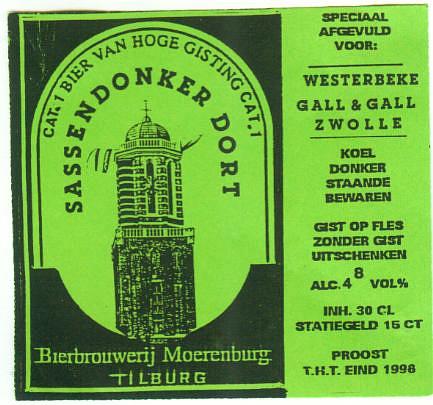 CAT. 1 BIER VAN HOGE GISTING CAT. 1
SASSENDONKER DORT
Bierbrouwerij Moerenburg
TILBURG
SPECIAAL
AFGEVULD
VOOR:
WESTERBEKE
GALL & GALL
ZWOLLE
KOEL
DONKER
STAANDE
BEWAREN
GIST OP FLES
ZONDER GIST
UITSCHENKEN
8
ALC. 4 VOL%
INH. 30 CL
STATIEGELD 15 CT
PROOST
T.H.T. EIND 1998